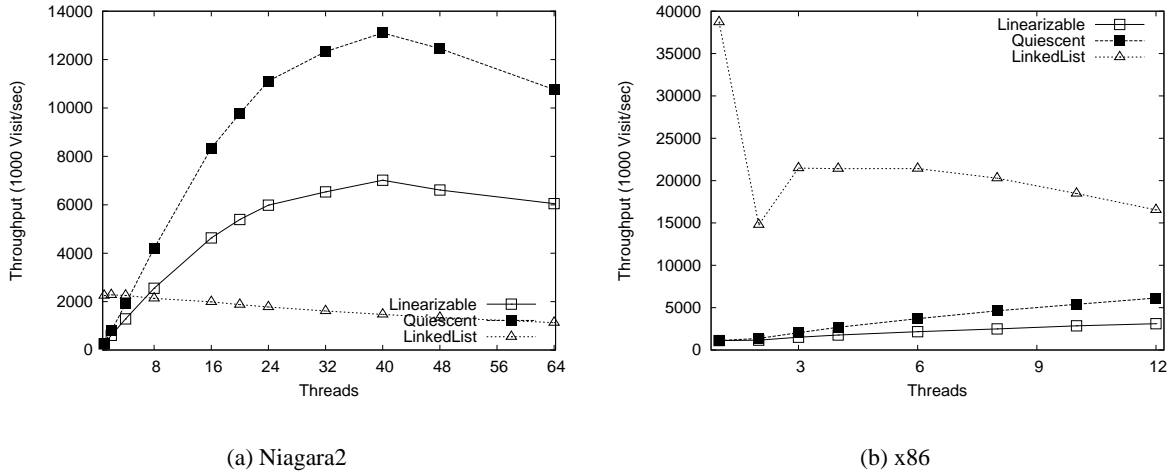 14000
12000
10000
8000
6000
4000
2000
0
8 16 24 32 40 48 56 64
Throughput (1000 Visit/sec)
Threads
Linearizable
Quiescent
LinkedList
(a) Niagara2
40000
35000
30000
25000
20000
15000
10000
5000
0
3 6 9 12
Throughput (1000 Visit/sec)
Threads
Linearizable
Quiescent
LinkedList
(b) x86